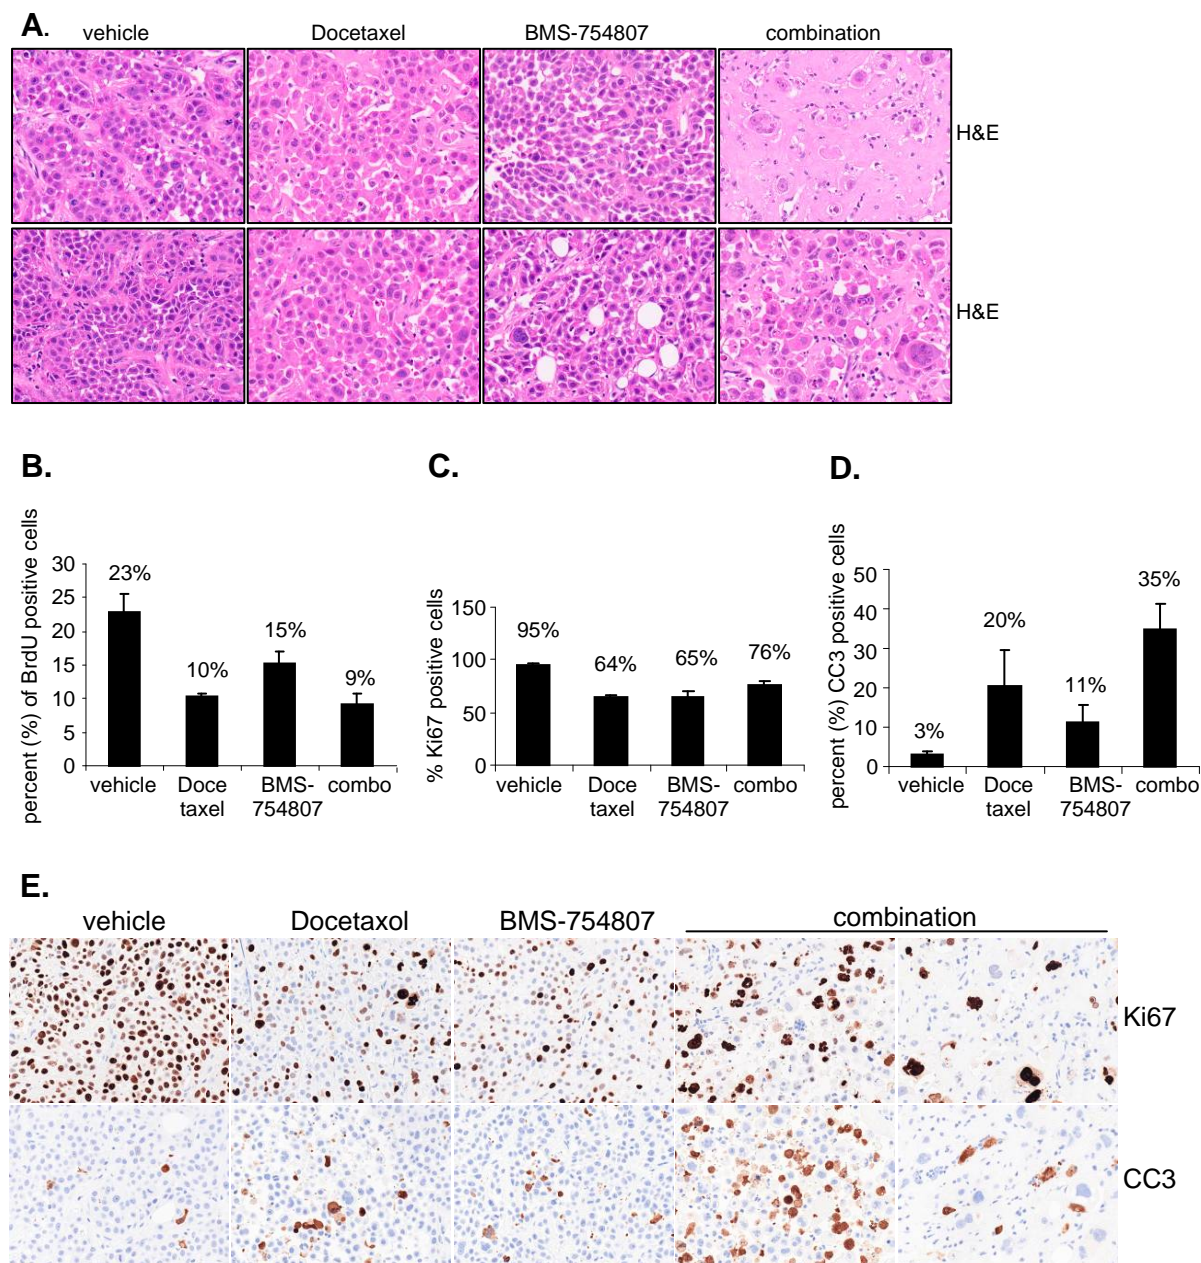 A.
vehicle Docetaxel BMS-754807 combination
H&E
H&E
B.
percent (%) of BrdU positive cells
30
25
20
15
10
5
0
23%
10%
15%
9%
vehicle Doce BMS- combo
taxel 754807
C.
% Ki67 positive cells
150
100
50
0
95%
64%
65%
76%
vehicle Doce BMS- combo
taxel 754807
D.
percent (%) CC3 positive cells
50
40
30
20
10
0
3%
20%
11%
35%
vehicle Doce BMS- combo
taxel 754807
E.
vehicle Docetaxol BMS-754807 combination
Ki67
CC3